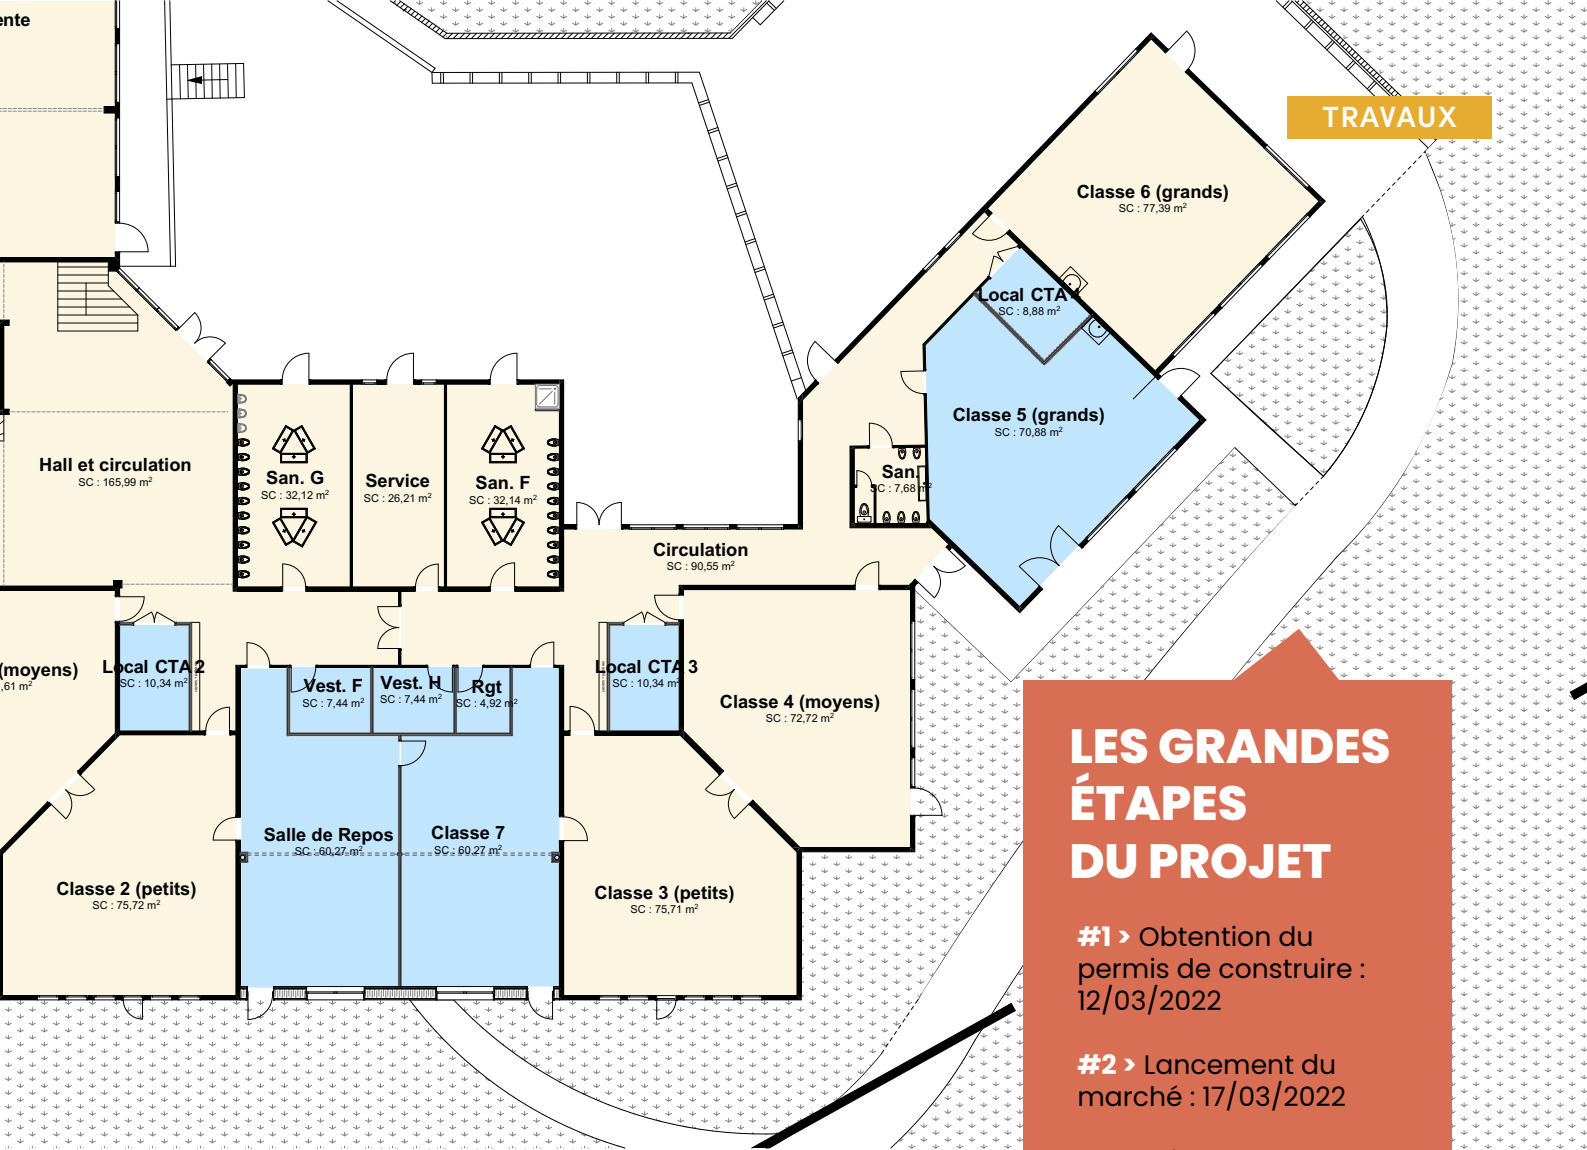 ente
TRAVAUX
Classe 6 (grands)
SC : 77,39 m²
Local CTA
SC : 8,88 m²
Classe 5 (grands)
SC : 70,88 m²
Hall et circulation
SC : 165,99 m²
San. G
SC : 32,12 m²
Service
SC : 26,21 m²
San. F
SC : 32,14 m²
San.
SC : 7,68 m²
Circulation
SC : 90,55 m²
(moyens)
,61 m²
Local CTA 2
SC : 10,34 m²
Vest. F
SC : 7,44 m²
Vest. H
SC : 7,44 m²
Rgt
SC : 4,92 m²
Local CTA 3
SC : 10,34 m²
Classe 4 (moyens)
SC : 72,72 m²
Salle de Repos
SC : 60,27 m²
Classe 7
SC : 60,27 m²
Classe 2 (petits)
SC : 75,72 m²
Classe 3 (petits)
SC : 75,71 m²
LES GRANDES
ÉTAPES
DU PROJET
#1 > Obtention du
permis de construire :
12/03/2022
#2 > Lancement du
marché : 17/03/2022